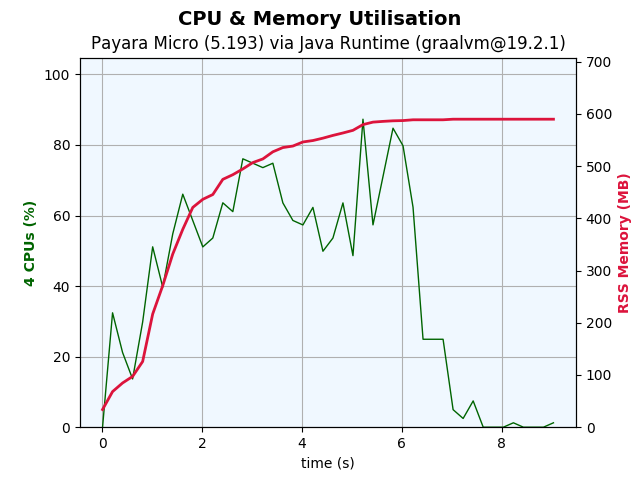 CPU & Memory Utilisation
Payara Micro (5.193) via Java Runtime (graalvm@19.2.1)
100
80
60
40
20
0
4 CPUs (%)
700
600
500
400
300
200
100
0
RSS Memory (MB)
0 2 4 6 8
time (s)